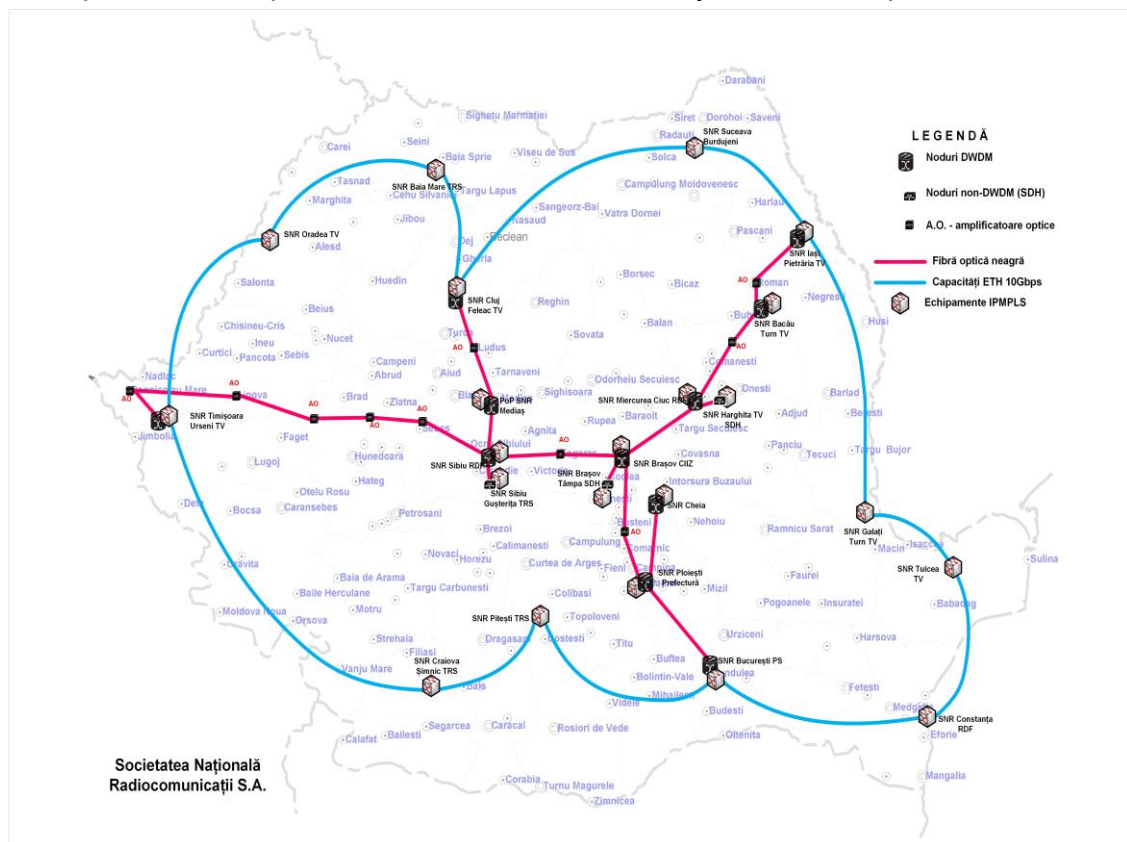 Darabani
Sighetu Marmatiei
Siret
Dorohoi
Saveni
SNR Suceava
Burdujeni
Radauti
LEGENDĂ
Noduri DWDM
Seini
Carei
Baia Sprie
Viseu de Sus
Solca
SNR Baia Mare TRS
Tasnad
Cehu Silvaniei
Targu Lapus
Campulung Moldovenesc
Noduri non-DWDM (SDH)
Marghita
Sangeorz-Bai
Harlau
Jibou
Nasaud
Vatra Dornei
A.O. - amplificatoare optice
SNR Oradea TV
Beclean
Pascani
Alesd
Dej
SNR Iași
Pietrăria TV
Fibră optică neagră
Gherla
Salonta
Huedin
Borsec
Bicaz
AO
Roman
Capacități ETH 10Gbps
SNR Cluj
Feleac TV
Reghin
Negresti
Echipamente IPMPLS
Beius
SNR Bacău
Turn TV
Husi
Chisineu-Cris
Balan
Ineu
Nucet
Sovata
Curtici
Pancota
Sebis
AO
Ludus
AO
Campeni
Aiud
Tarnaveni
Comanesti
Nadlac
Abrud
Odorheiu Secuiesc
AO
Sighisoara
Onesti
Barlad
AO
Brad
Zlatna
SNR Miercurea Ciuc
PoP SNR
Mediaș
Baraolt
SNR Harghita TV
SDH
Adjud
Beresti
SNR Timișoara
Urseni TV
AO
AO
Rupea
Jimbolia
Agnita
Targu Secuiesc
Faget
AO
Panciu
Tecuci
Targu Bujor
Lugoj
Hunedoara
SNR Sibiu RDR
Victoria
SNR Brașov
Tâmpa SDH
SNR Brașov CIIZ
Covasna
Hateg
Intorsura Buzaului
Otelu Rosu
SNR Sibiu
Gușterița TRS
Bocsa
Caransebes
Petrosani
SNR Cheia
Nehoiu
SNR Galați
Turn TV
Brezoi
AO
Ramnicu Sarat
Calimanesti
Campulung
Comarnic
Macin
Isaccea
Novaci
Horezu
Curtea de Arges
Fieni
Sulina
SNR Tulcea
TV
Baia de Arama
SNR Ploiești
Prefectură
Mizil
Faurei
Targu Carbunesti
Baile Herculane
Colibasi
Pogoanele
Insuratei
Babadag
Moldova Noua
Motru
SNR Pitești TRS
Topoloveni
Orsova
Urziceni
Harsova
Strehaia
Dragasani
Costesti
Titu
Filiasi
Buftea
SNR București PS
Vanju Mare
SNR Craiova
Șimnic TRS
Bolintin-Vale
Fetesti
Bals
Mihailesti
Videle
Budesti
Medgidia
SNR Constanța
RDF
Segarcea
Caracal
Rosiori de Vede
Oltenita
Eforie
Calafat
Bailesti
Societatea Națională
Radiocomunicații S.A.
Corabia
Turnu Magurele
Mangalia
Zimnicea